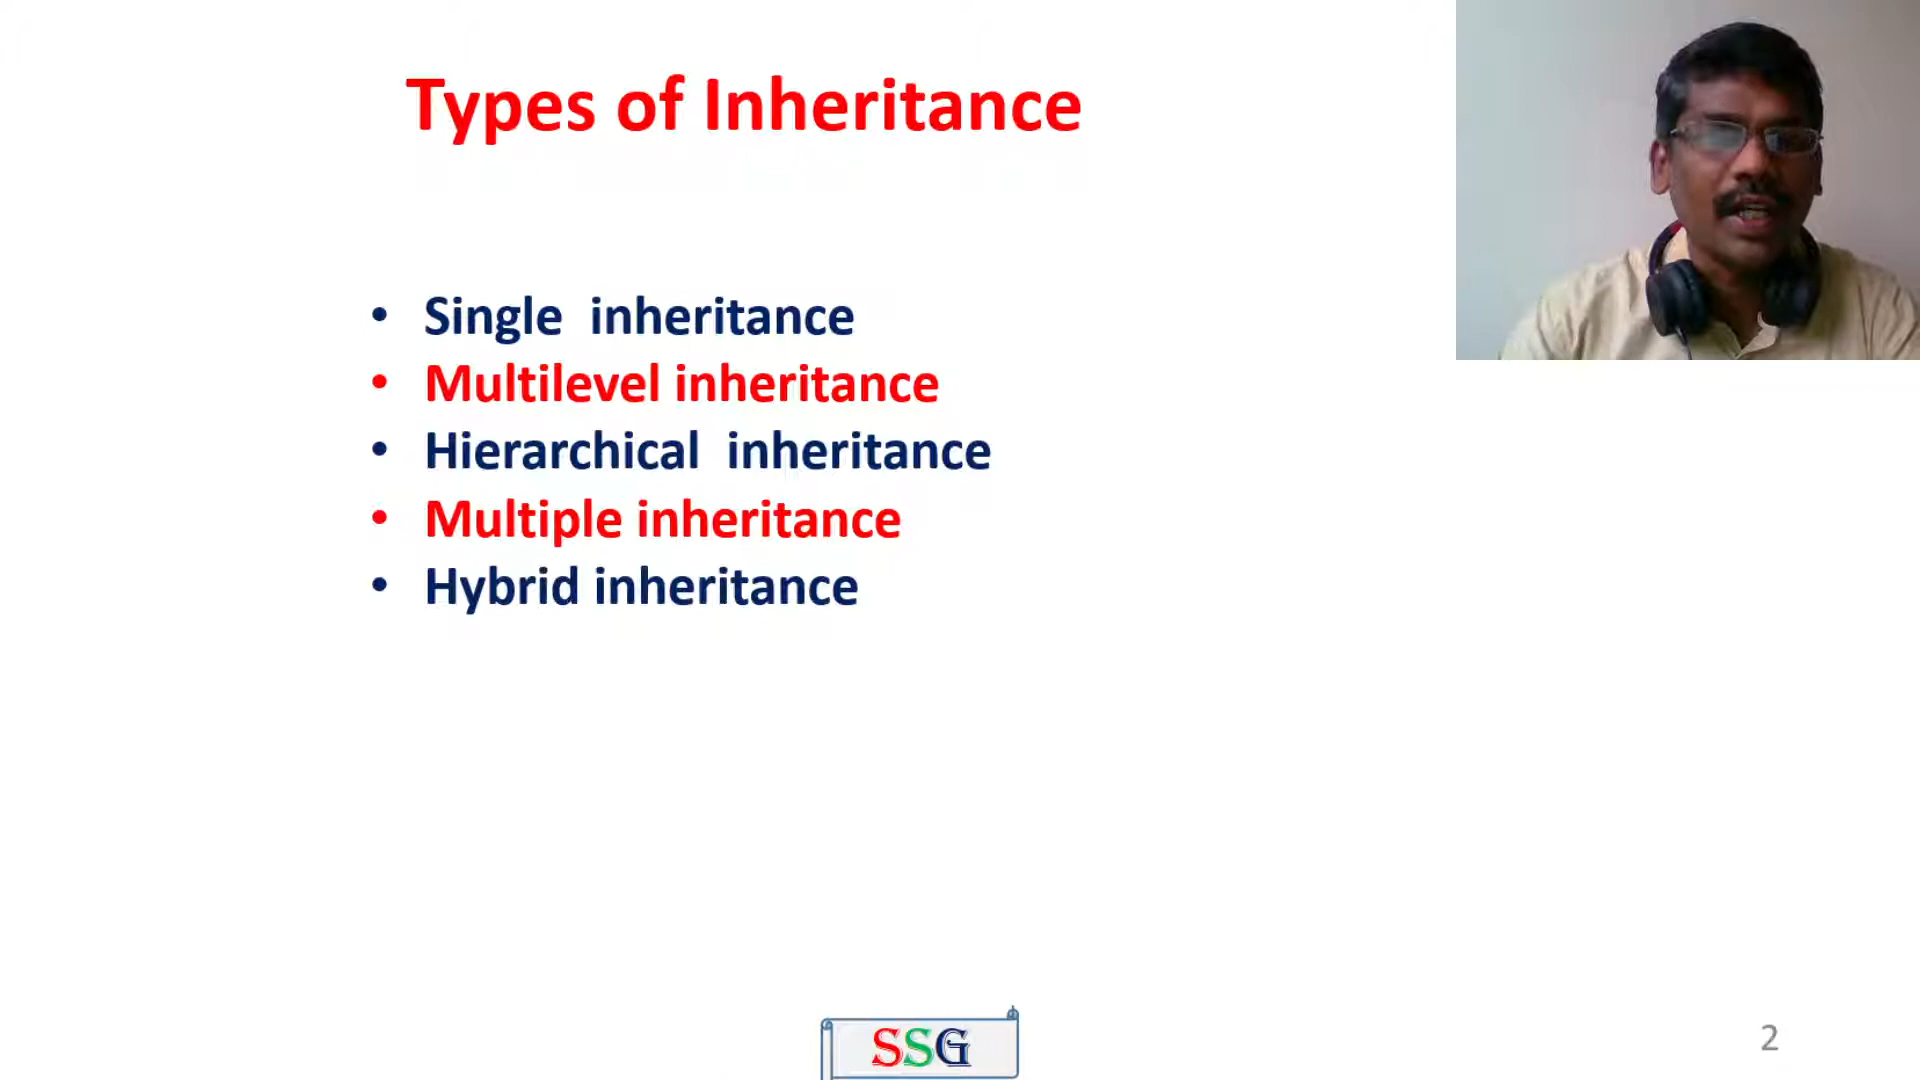 Types of Inheritance
• Single inheritance
• Multilevel inheritance
• Hierarchical inheritance
• Multiple inheritance
• Hybrid inheritance
SSG
2